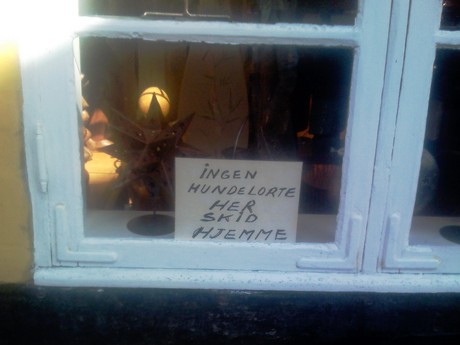 iNGEN
HUNDELORTE
HER
SKID
HJEMME